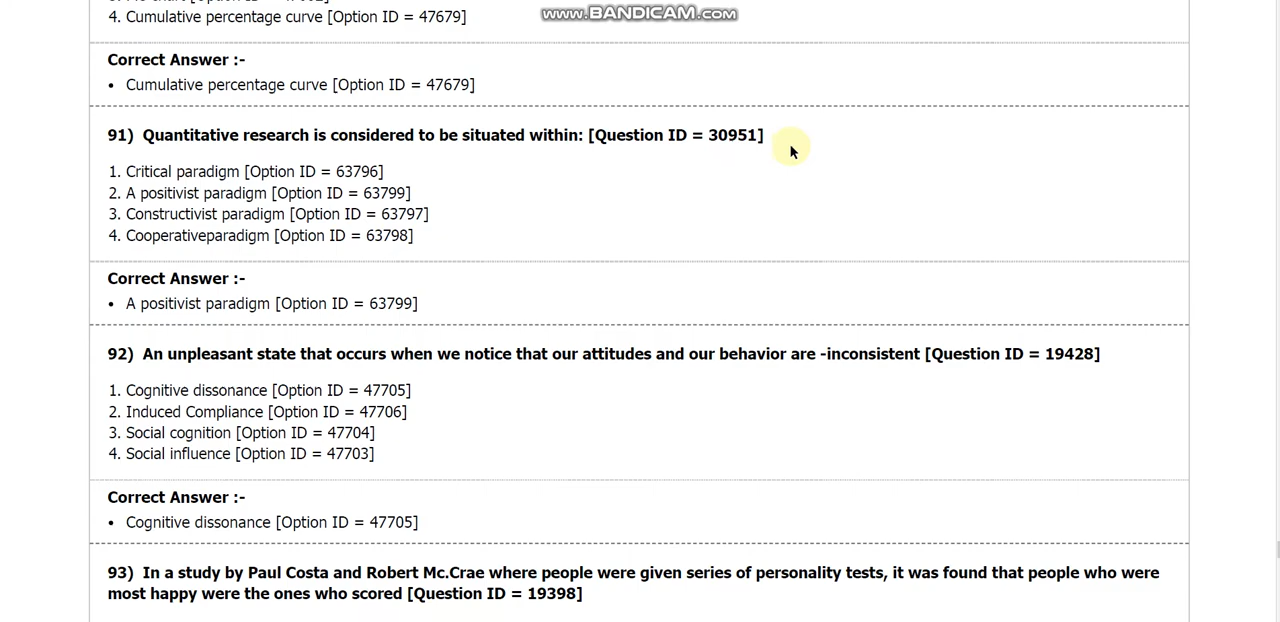 www.BANDICAM.com
4. Cumulative percentage curve [Option ID = 47679]
Correct Answer :-
• Cumulative percentage curve [Option ID = 47679]
91) Quantitative research is considered to be situated within: [Question ID = 30951]
1. Critical paradigm [Option ID = 63796]
2. A positivist paradigm [Option ID = 63799]
3. Constructivist paradigm [Option ID = 63797]
4. Cooperativeparadigm [Option ID = 63798]
Correct Answer :-
• A positivist paradigm [Option ID = 63799]
92) An unpleasant state that occurs when we notice that our attitudes and our behavior are -inconsistent [Question ID = 19428]
1. Cognitive dissonance [Option ID = 47705]
2. Induced Compliance [Option ID = 47706]
3. Social cognition [Option ID = 47704]
4. Social influence [Option ID = 47703]
Correct Answer :-
• Cognitive dissonance [Option ID = 47705]
93) In a study by Paul Costa and Robert Mc.Crae where people were given series of personality tests, it was found that people who were
most happy were the ones who scored [Question ID = 19398]